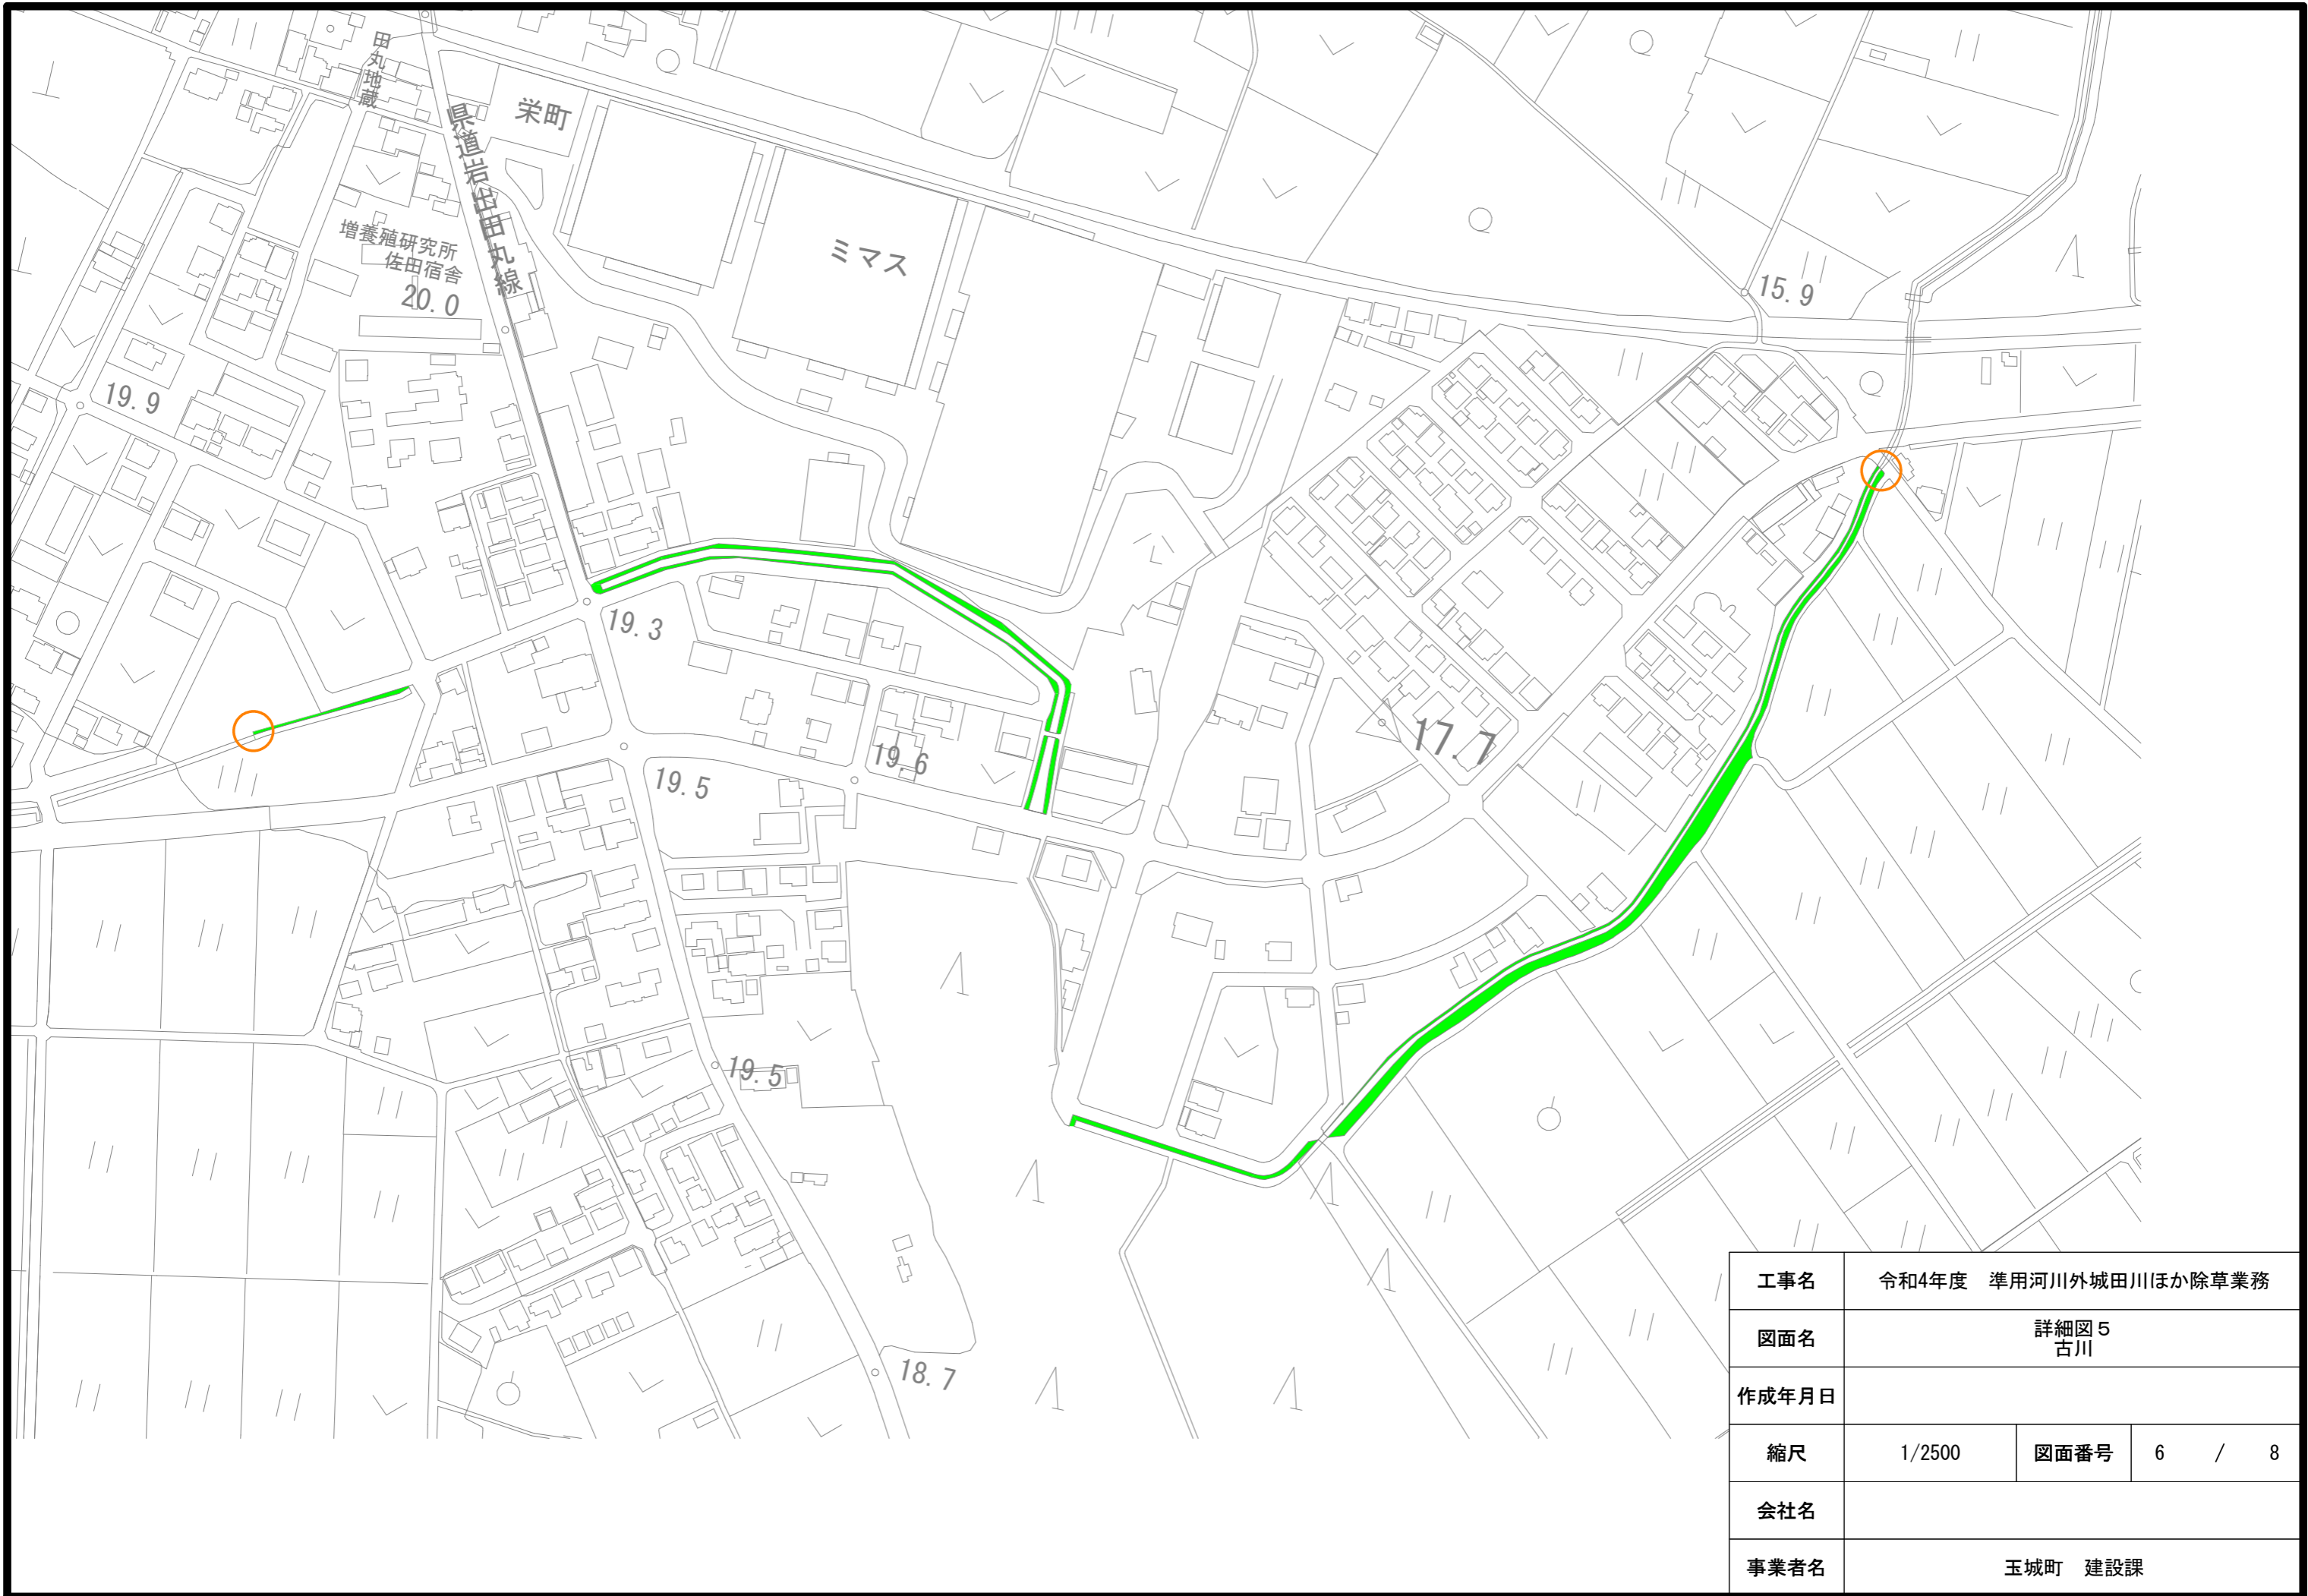 田丸地蔵
県道岩出田丸線
栄町
増養殖研究所
佐田宿舎
20.0
ミマス
15.9
19.9
19.3
17.7
19.6
19.5
19.5
18.7
工事名 令和4年度 準用河川外城田川ほか除草業務
図面名 詳細図５
古川
作成年月日
縮尺 1/2500 図面番号 6 / 8
会社名
事業者名 玉城町 建設課